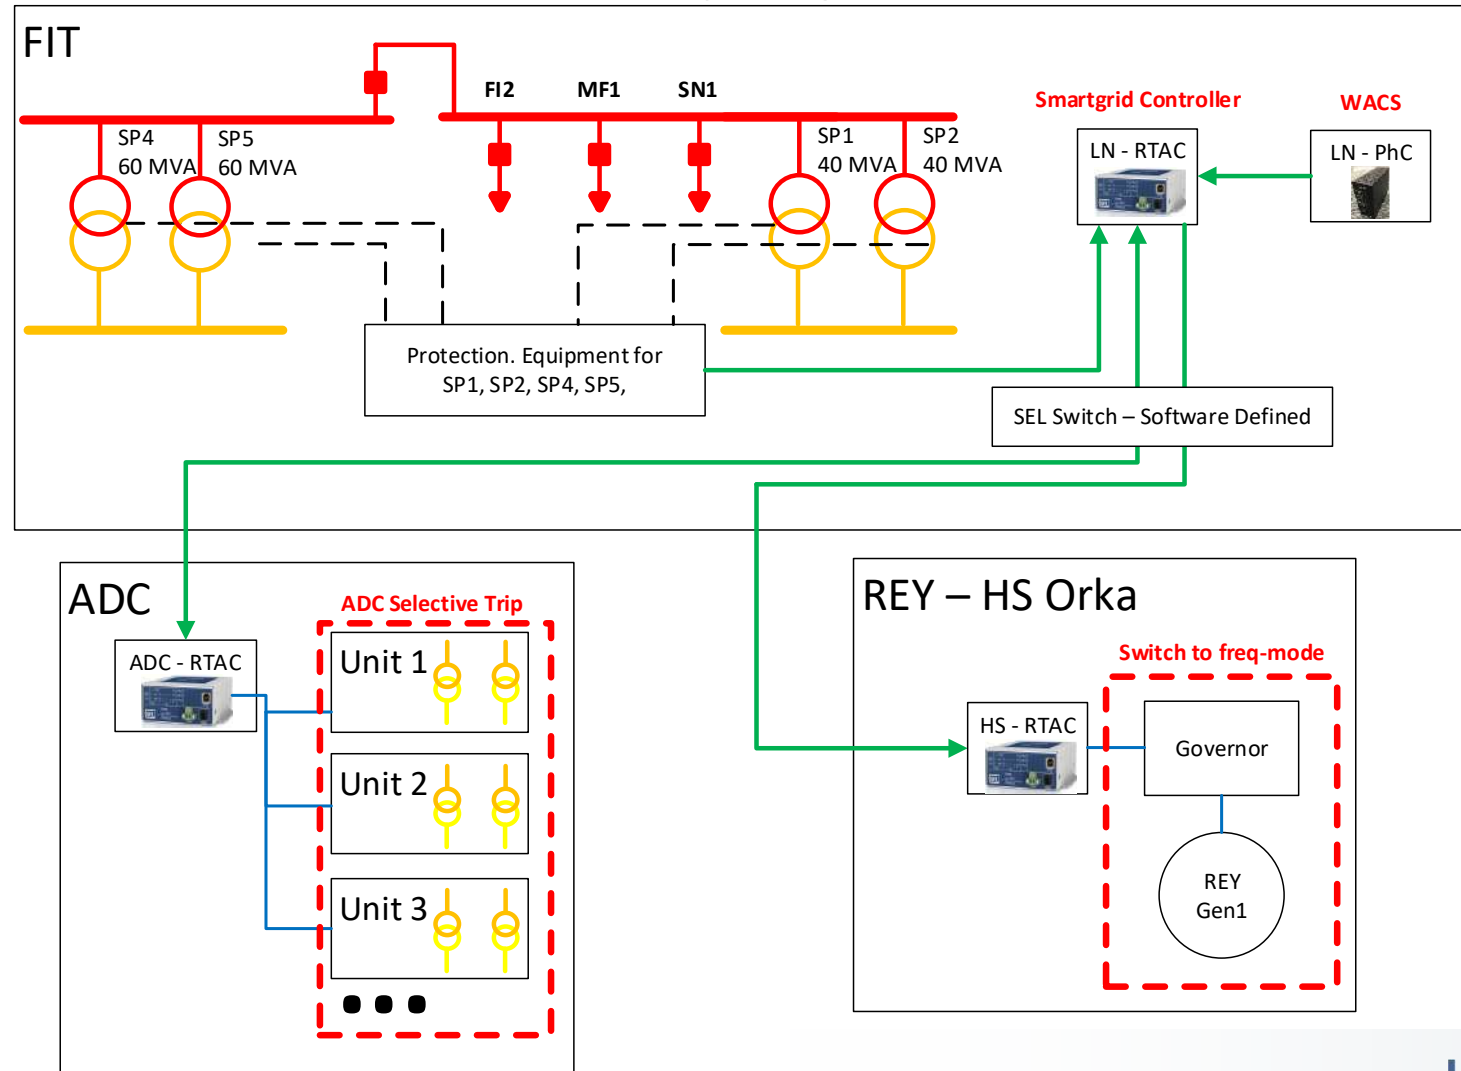 FIT
FI2
MF1
SN1
Smartgrid Controller
WACS
SP4
60 MVA
SP5
60 MVA
SP1
40 MVA
SP2
40 MVA
LN - RTAC
LN - PhC
Protection. Equipment for
SP1, SP2, SP4, SP5,
SEL Switch – Software Defined
ADC
ADC Selective Trip
ADC - RTAC
Unit 1
Unit 2
Unit 3
REY – HS Orka
Switch to freq-mode
HS - RTAC
Governor
REY
Gen1